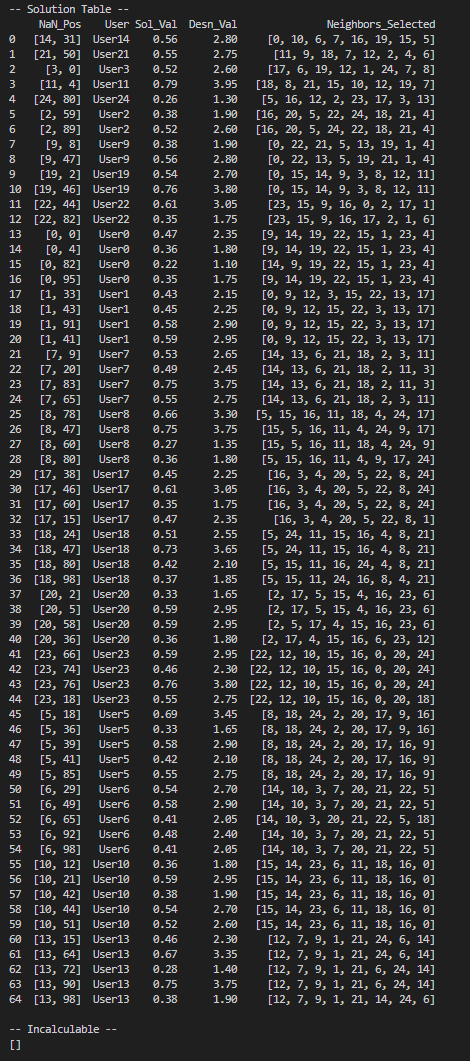 -- Solution Table --
NaN_Pos User Sol_Val Desn_Val Neighbors_Selected
0 [14, 31] User14 0.56 2.80 [0, 10, 6, 7, 16, 19, 15, 5]
1 [21, 50] User21 0.55 2.75 [11, 9, 18, 7, 12, 2, 4, 6]
2 [3, 0] User3 0.52 2.60 [17, 6, 19, 12, 1, 24, 7, 8]
3 [11, 4] User11 0.79 3.95 [18, 8, 21, 15, 10, 12, 19, 7]
4 [24, 80] User24 0.26 1.30 [5, 16, 12, 2, 23, 17, 3, 13]
5 [2, 59] User2 0.38 1.90 [16, 20, 5, 22, 24, 18, 21, 4]
6 [2, 89] User2 0.52 2.60 [16, 20, 5, 24, 22, 18, 21, 4]
7 [9, 8] User9 0.38 1.90 [0, 22, 21, 5, 13, 19, 1, 4]
8 [9, 47] User9 0.56 2.80 [0, 22, 13, 5, 19, 21, 1, 4]
9 [19, 2] User19 0.54 2.70 [0, 15, 14, 9, 3, 8, 12, 11]
10 [19, 46] User19 0.76 3.80 [0, 15, 14, 9, 3, 8, 12, 11]
11 [22, 44] User22 0.61 3.05 [23, 15, 9, 16, 0, 2, 17, 1]
12 [22, 82] User22 0.35 1.75 [23, 15, 9, 16, 17, 2, 1, 6]
13 [0, 0] User0 0.47 2.35 [9, 14, 19, 22, 15, 1, 23, 4]
14 [0, 4] User0 0.36 1.80 [9, 14, 19, 22, 15, 1, 23, 4]
15 [0, 82] User0 0.22 1.10 [14, 9, 19, 22, 15, 1, 23, 4]
16 [0, 95] User0 0.35 1.75 [9, 14, 19, 22, 15, 1, 23, 4]
17 [1, 33] User1 0.43 2.15 [0, 9, 12, 3, 15, 22, 13, 17]
18 [1, 43] User1 0.45 2.25 [0, 9, 12, 15, 22, 3, 13, 17]
19 [1, 91] User1 0.58 2.90 [0, 9, 12, 15, 22, 3, 13, 17]
20 [1, 41] User1 0.59 2.95 [0, 9, 12, 15, 22, 3, 13, 17]
21 [7, 9] User7 0.53 2.65 [14, 13, 6, 21, 18, 2, 3, 11]
22 [7, 20] User7 0.49 2.45 [14, 13, 6, 21, 18, 2, 11, 3]
23 [7, 83] User7 0.75 3.75 [14, 13, 6, 21, 18, 2, 11, 3]
24 [7, 65] User7 0.55 2.75 [14, 13, 6, 21, 18, 2, 3, 11]
25 [8, 78] User8 0.66 3.30 [5, 15, 16, 11, 18, 4, 24, 17]
26 [8, 47] User8 0.75 3.75 [15, 5, 16, 11, 4, 24, 9, 17]
27 [8, 60] User8 0.27 1.35 [15, 5, 16, 11, 18, 4, 24, 9]
28 [8, 80] User8 0.36 1.80 [5, 15, 16, 11, 4, 9, 17, 24]
29 [17, 38] User17 0.45 2.25 [16, 3, 4, 20, 5, 22, 8, 24]
30 [17, 46] User17 0.61 3.05 [16, 3, 4, 20, 5, 22, 8, 24]
31 [17, 60] User17 0.35 1.75 [16, 3, 4, 20, 5, 22, 8, 24]
32 [17, 15] User17 0.47 2.35 [16, 3, 4, 20, 5, 22, 8, 1]
33 [18, 24] User18 0.51 2.55 [5, 24, 11, 15, 16, 4, 8, 21]
34 [18, 47] User18 0.73 3.65 [5, 24, 11, 15, 16, 4, 8, 21]
35 [18, 80] User18 0.42 2.10 [5, 15, 11, 16, 24, 4, 8, 21]
36 [18, 98] User18 0.37 1.85 [5, 15, 11, 24, 16, 8, 4, 21]
37 [20, 2] User20 0.33 1.65 [2, 17, 5, 15, 4, 16, 23, 6]
38 [20, 5] User20 0.59 2.95 [2, 17, 5, 15, 4, 16, 23, 6]
39 [20, 58] User20 0.59 2.95 [2, 5, 17, 4, 15, 16, 23, 6]
40 [20, 36] User20 0.36 1.80 [2, 17, 4, 15, 16, 6, 23, 12]
41 [23, 66] User23 0.59 2.95 [22, 12, 10, 15, 16, 0, 20, 24]
42 [23, 74] User23 0.46 2.30 [22, 12, 10, 15, 16, 0, 20, 24]
43 [23, 76] User23 0.76 3.80 [22, 12, 10, 15, 16, 0, 20, 24]
44 [23, 18] User23 0.55 2.75 [22, 12, 10, 15, 16, 0, 20, 18]
45 [5, 18] User5 0.69 3.45 [8, 18, 24, 2, 20, 17, 9, 16]
46 [5, 36] User5 0.33 1.65 [8, 18, 24, 2, 20, 17, 9, 16]
47 [5, 39] User5 0.58 2.90 [8, 18, 24, 2, 20, 17, 16, 9]
48 [5, 41] User5 0.42 2.10 [8, 18, 24, 2, 20, 17, 16, 9]
49 [5, 85] User5 0.55 2.75 [8, 18, 24, 2, 20, 17, 16, 9]
50 [6, 29] User6 0.54 2.70 [14, 10, 3, 7, 20, 21, 22, 5]
51 [6, 49] User6 0.58 2.90 [14, 10, 3, 7, 20, 21, 22, 5]
52 [6, 65] User6 0.41 2.05 [14, 10, 3, 20, 21, 22, 5, 18]
53 [6, 92] User6 0.48 2.40 [14, 10, 3, 7, 20, 21, 22, 5]
54 [6, 98] User6 0.41 2.05 [14, 10, 3, 7, 20, 21, 22, 5]
55 [10, 12] User10 0.36 1.80 [15, 14, 23, 6, 11, 18, 16, 0]
56 [10, 21] User10 0.59 2.95 [15, 14, 23, 6, 11, 18, 16, 0]
57 [10, 42] User10 0.38 1.90 [15, 14, 23, 6, 11, 18, 16, 0]
58 [10, 44] User10 0.54 2.70 [15, 14, 23, 6, 11, 18, 16, 0]
59 [10, 51] User10 0.52 2.60 [15, 14, 23, 6, 11, 18, 16, 0]
60 [13, 15] User13 0.46 2.30 [12, 7, 9, 1, 21, 24, 6, 14]
61 [13, 64] User13 0.67 3.35 [12, 7, 9, 1, 21, 24, 6, 14]
62 [13, 72] User13 0.28 1.40 [12, 7, 9, 1, 21, 6, 24, 14]
63 [13, 90] User13 0.75 3.75 [12, 7, 9, 1, 21, 6, 24, 14]
64 [13, 98] User13 0.38 1.90 [12, 7, 9, 1, 21, 14, 24, 6]
-- Incalculable --
[]